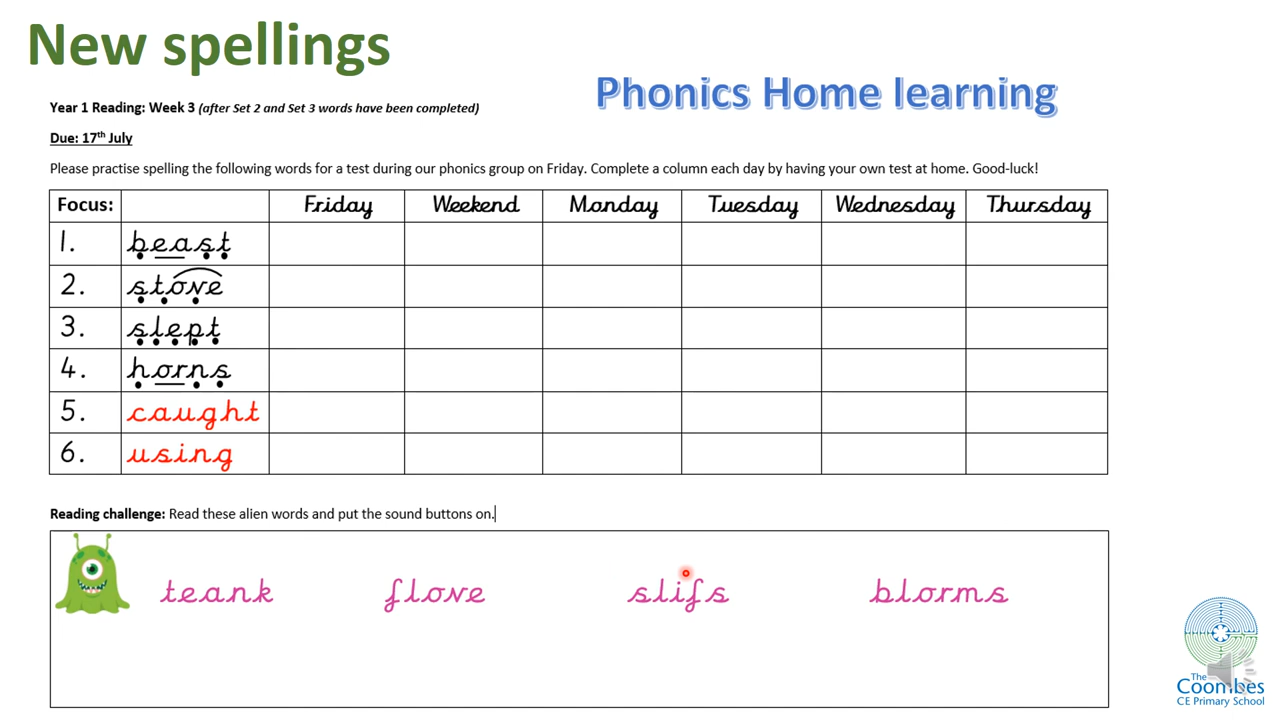 New spellings
Phonics Home learning
Year 1 Reading: Week 3 (after Set 2 and Set 3 words have been completed)
Due: 17th July
Please practise spelling the following words for a test during our phonics group on Friday. Complete a column each day by having your own test at home. Good-luck!
Focus: Friday Weekend Monday Tuesday Wednesday Thursday
1. beast
2. stove
3. slept
4. horns
5. caught
6. using
Reading challenge: Read these alien words and put the sound buttons on.
teank flove slifs blorms
The
Coombes
CE Primary School